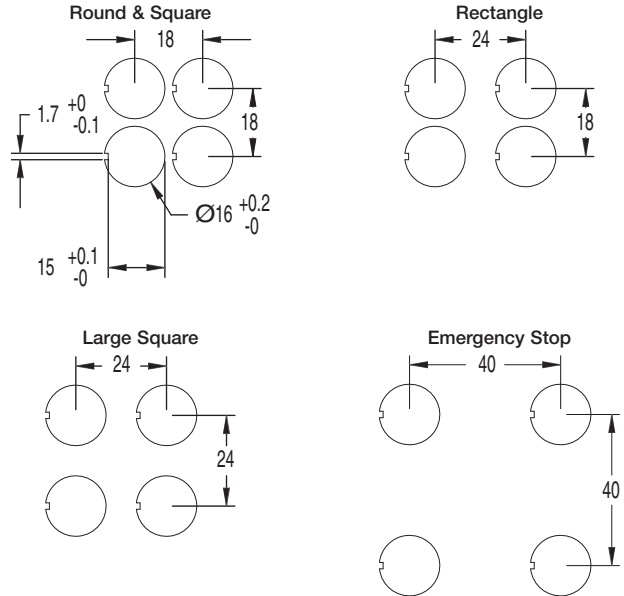 Round & Square
18
1.7 +0 -0.1
18
Ø16 +0.2 -0
15 +0.1 -0
Rectangle
24
18
Large Square
24
24
Emergency Stop
40
40